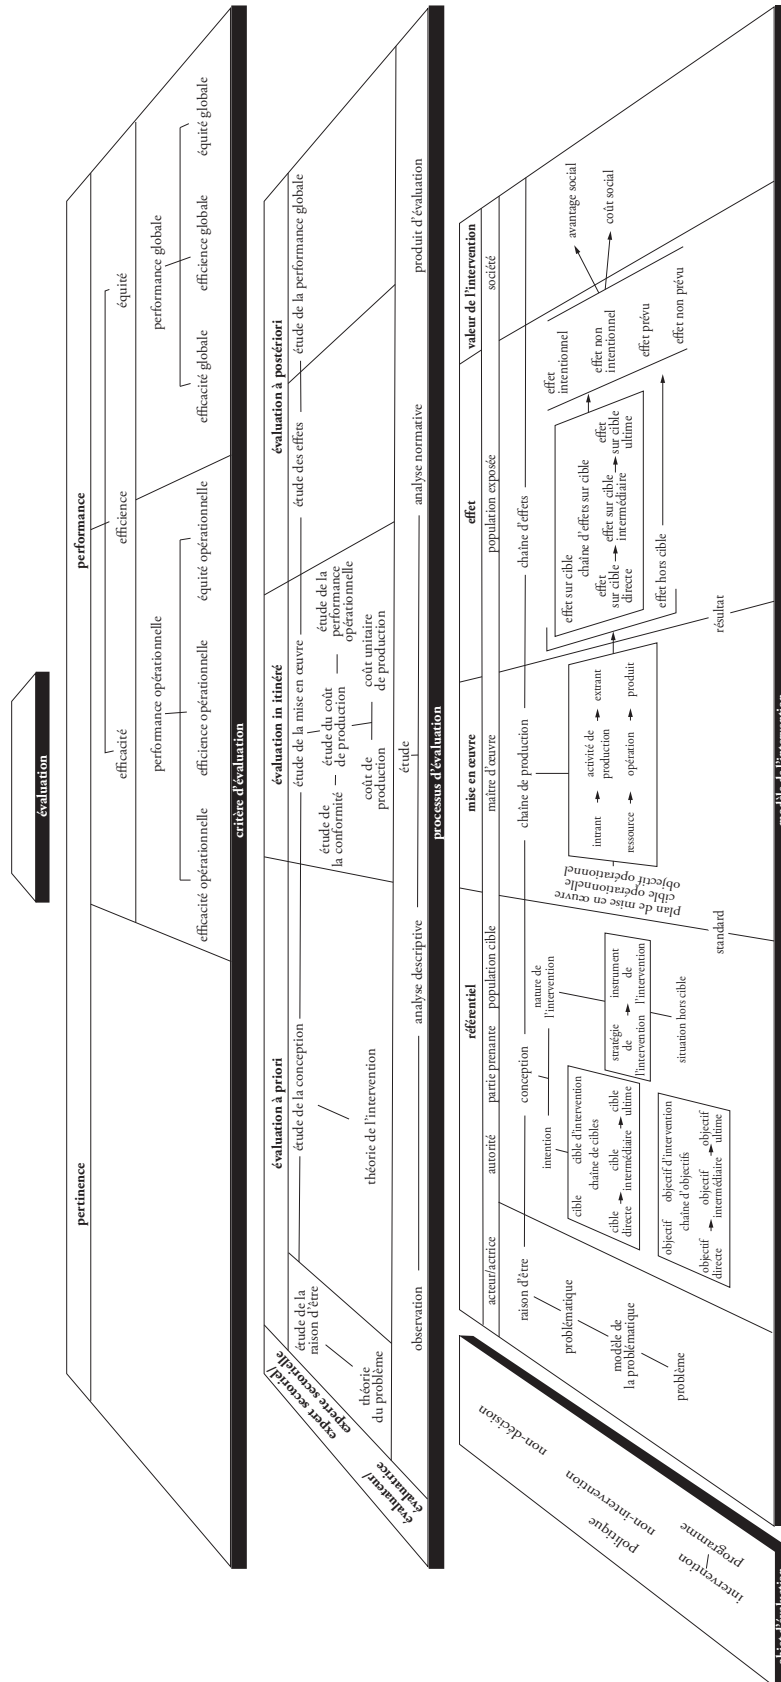 évaluation
pertinence
performance
efficacité
efficience
équité
performance opérationnelle
performance globale
efficacité opérationnelle
efficience opérationnelle
équité opérationnelle
efficacité globale
efficience globale
équité globale
critère d'évaluation
expert sectoriel/
experte sectorielle
évaluateur/
évaluatrice
évaluation à priori
évaluation in itinéré
évaluation à postériori
étude de la
raison d'être
étude de la conception
étude de la mise en œuvre
étude des effets
étude de la performance globale
théorie
du problème
théorie de l'intervention
étude de
la conformité
étude du coût
de production
étude de la
performance
opérationnelle
coût de
production
coût unitaire
de production
étude
observation
analyse descriptive
analyse normative
produit d'évaluation
processus d'évaluation
référentiel
mise en œuvre
effet
valeur de l'intervention
acteur/actrice
autorité
partie prenante
population cible
maître d'œuvre
population exposée
société
raison d'être
conception
chaîne de production
chaîne d'effets
problématique
modèle de
la problématique
problème
intention
nature de
l'intervention
cible
cible d'intervention
chaîne de cibles
cible
directe
cible
intermédiaire
cible
ultime
objectif
objectif d'intervention
chaîne d'objectifs
objectif
directe
objectif
intermédiaire
objectif
ultime
stratégie
de
l'intervention
instrument
de
l'intervention
situation hors cible
standard
plan de mise en œuvre
cible opérationnelle
objectif opérationnel
intrant
activité de
production
extrant
ressource
opération
produit
résultat
effet sur cible
chaîne d'effets sur cible
effet
sur cible
directe
effet sur cible
intermédiaire
effet
sur cible
ultime
effet hors cible
effet
intentionnel
effet non
intentionnel
effet prévu
effet non prévu
avantage social
coût social
non-décision
non-intervention
politique
programme
intervention